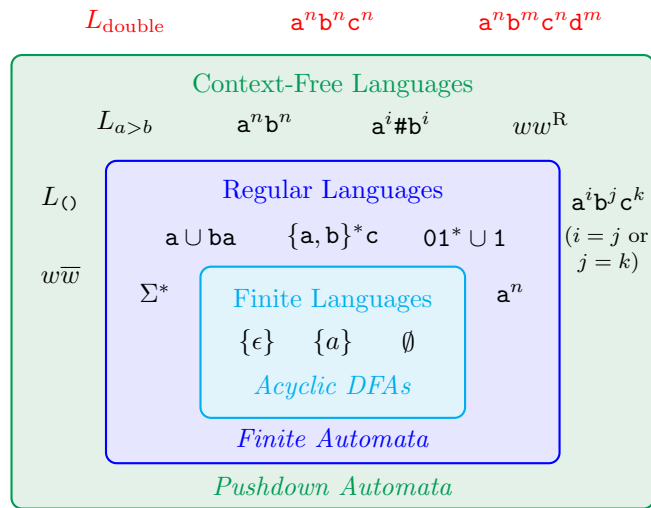 L_double a^n b^n c^n a^n b^m c^n d^m
Context-Free Languages
L_{a>b} a^n b^n a^i#b^i ww^R
L_() Regular Languages a^i b^j c^k
a ∪ ba {a, b}*c 01* ∪ 1 (i = j or
w\overline{w} j = k)
Σ* Finite Languages a^n
{ϵ} {a} ∅
Acyclic DFAs
Finite Automata
Pushdown Automata